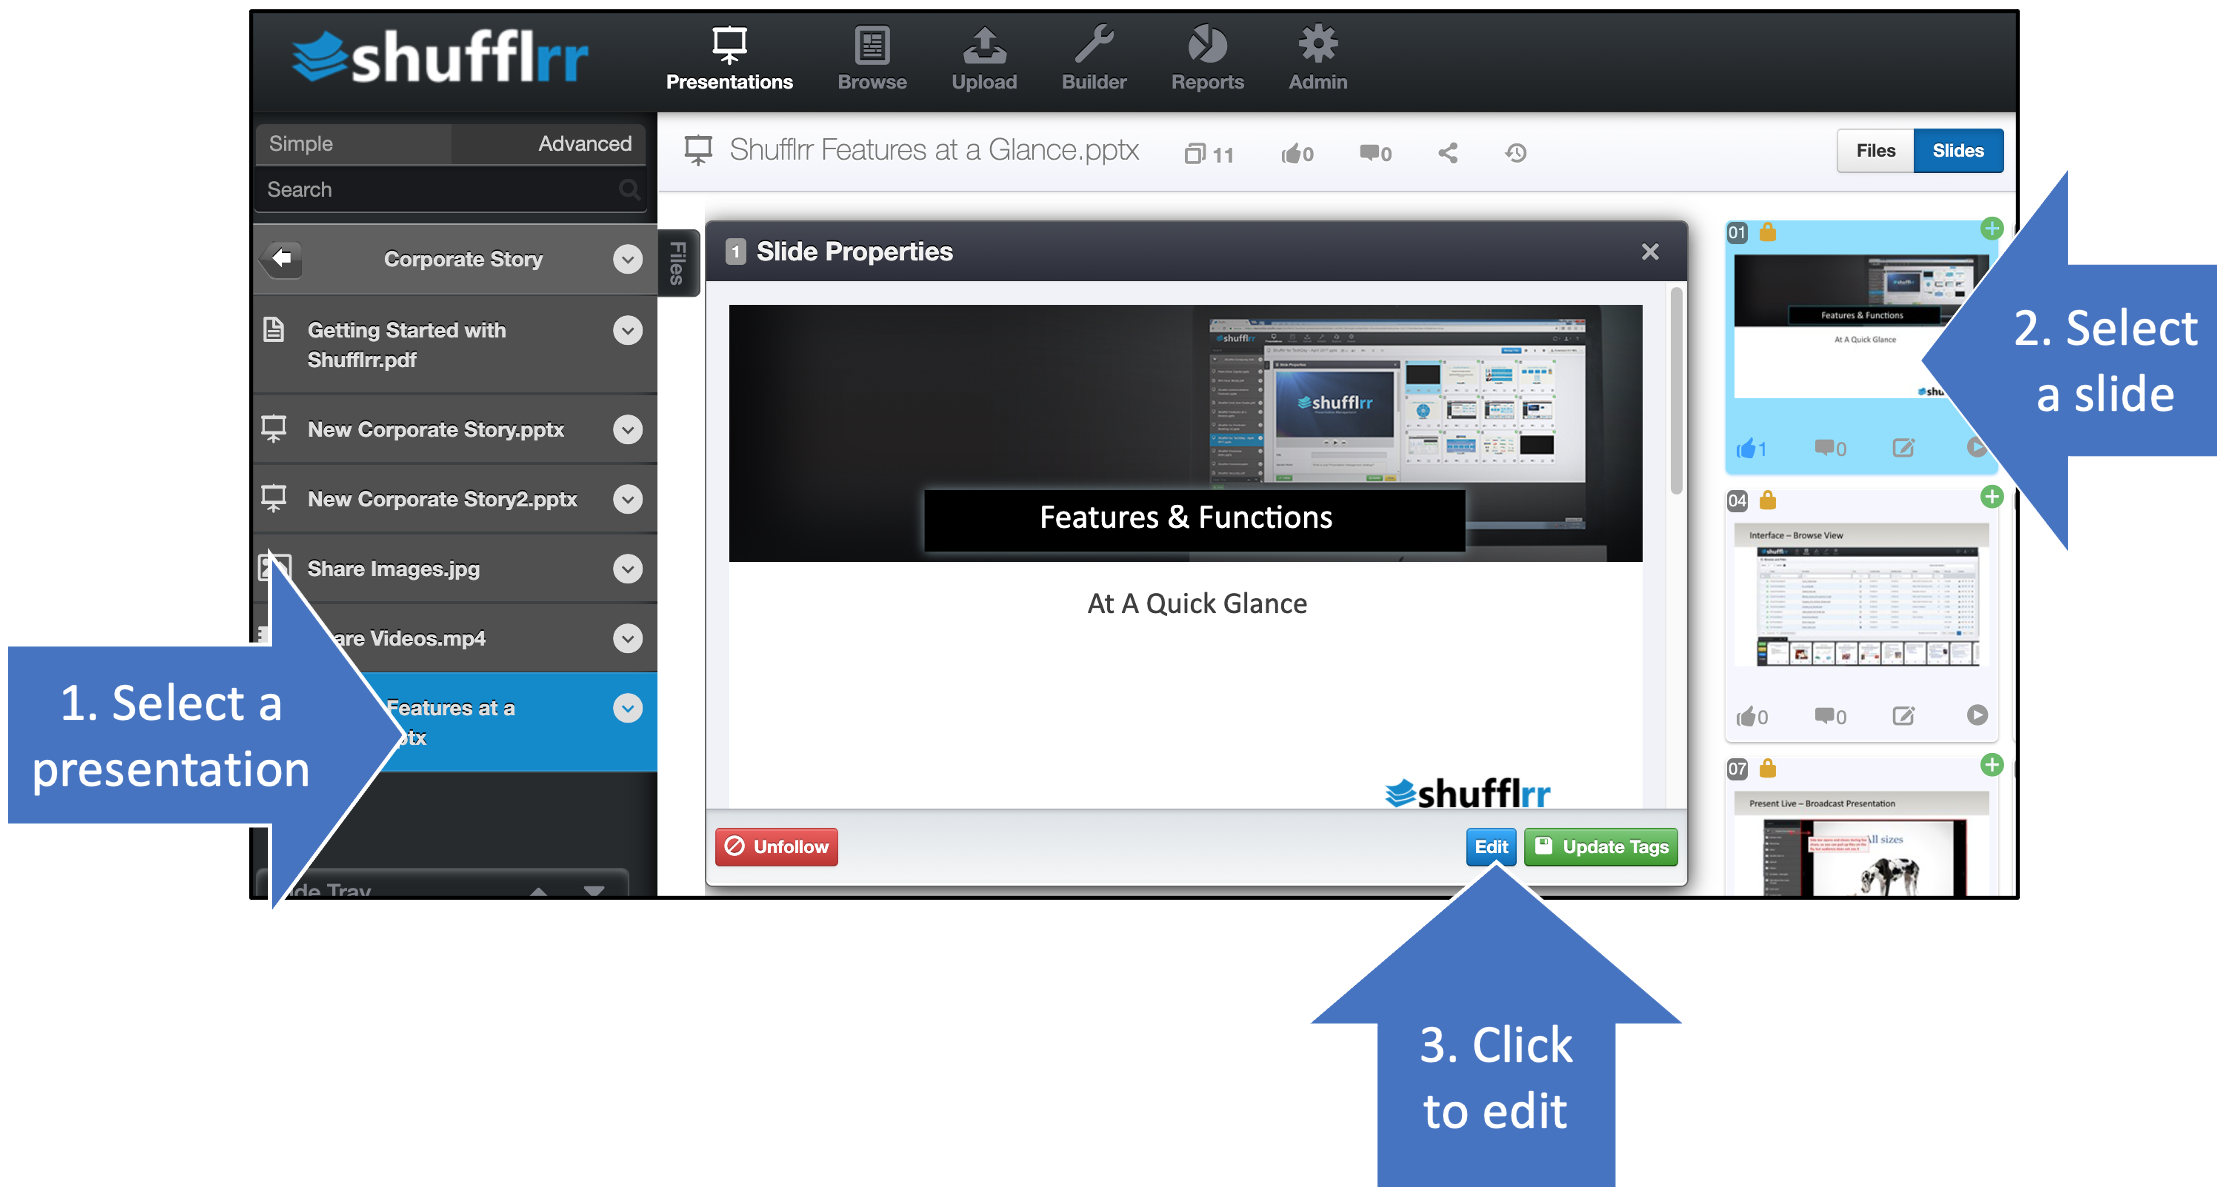 shufflrr
Presentations
Browse
Upload
Builder
Reports
Admin
Simple
Advanced
Search
Shufflrr Features at a Glance.pptx
11
0
0
Files
Slides
Corporate Story
Files
Getting Started with
Shufflrr.pdf
New Corporate Story.pptx
New Corporate Story2.pptx
Share Images.jpg
are Videos.mp4
Features at a
ptx
de Tray
1 Slide Properties
shufflrr
shufflrr
Features & Functions
At A Quick Glance
shufflrr
Unfollow
Edit
Update Tags
01
Features & Functions
At A Quick Glance
shu
1
0
04
Interface – Browse View
0
0
07
Present Live – Broadcast Presentation
All sizes
1. Select a
presentation
2. Select
a slide
3. Click
to edit